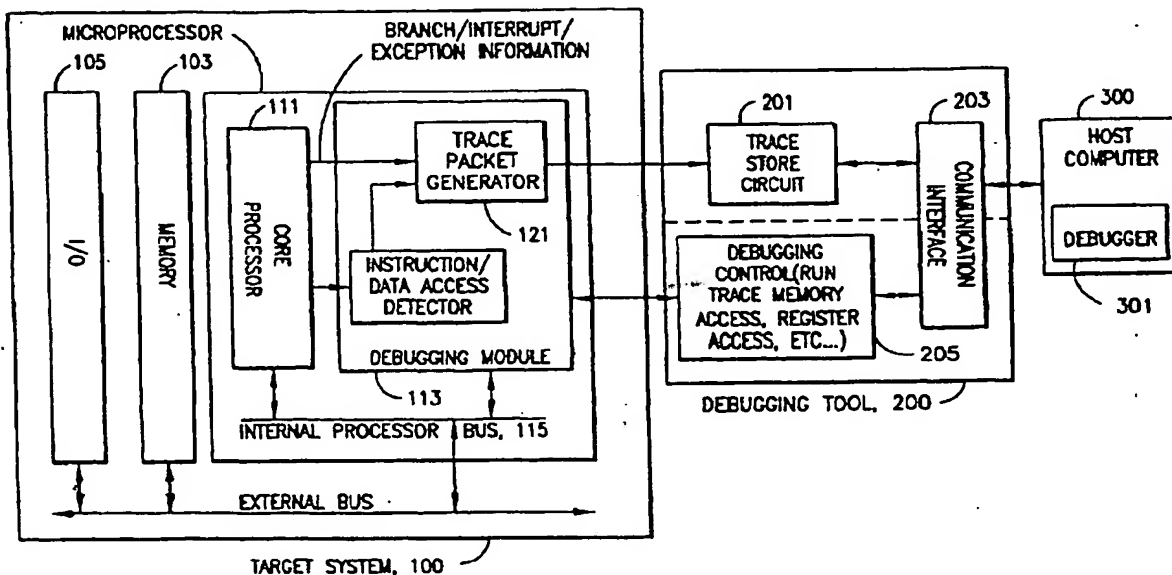 MICROPROCESSOR
BRANCH/INTERRUPT/
EXCEPTION INFORMATION
105
103
111
201
203
300
I/O
MEMORY
CORE
PROCESSOR
TRACE
PACKET
GENERATOR
121
INSTRUCTION/
DATA ACCESS
DETECTOR
DEBUGGING MODULE
113
INTERNAL PROCESSOR BUS, 115
EXTERNAL BUS
TARGET SYSTEM, 100
TRACE
STORE
CIRCUIT
COMMUNICATION
INTERFACE
DEBUGGING
CONTROL(RUN
TRACE MEMORY
ACCESS, REGISTER
ACCESS, ETC...)
205
DEBUGGING TOOL, 200
HOST
COMPUTER
DEBUGGER
301